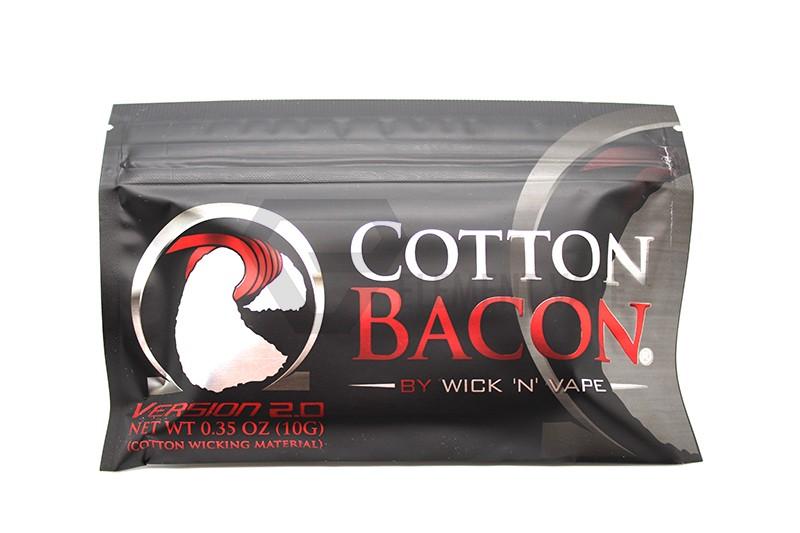 COTTON
BACON®
BY WICK 'N' VAPE
VERSION 2.0
NET WT 0.35 OZ (10G)
(COTTON WICKING MATERIAL)